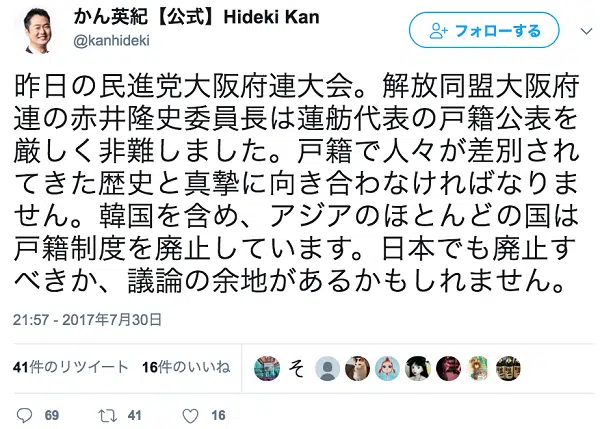 かん英紀【公式】Hideki Kan
@kanhideki
フォローする
昨日の民進党大阪府連大会。解放同盟大阪府
連の赤井隆史委員長は蓮舫代表の戸籍公表を
厳しく非難しました。戸籍で人々が差別され
てきた歴史と真摯に向き合わなければなりま
せん。韓国を含め、アジアのほとんどの国は
戸籍制度を廃止しています。日本でも廃止す
べきか、議論の余地があるかもしれません。
21:57 - 2017年7月30日
41件のリツイート 16件のいいね
そ
69 41 16